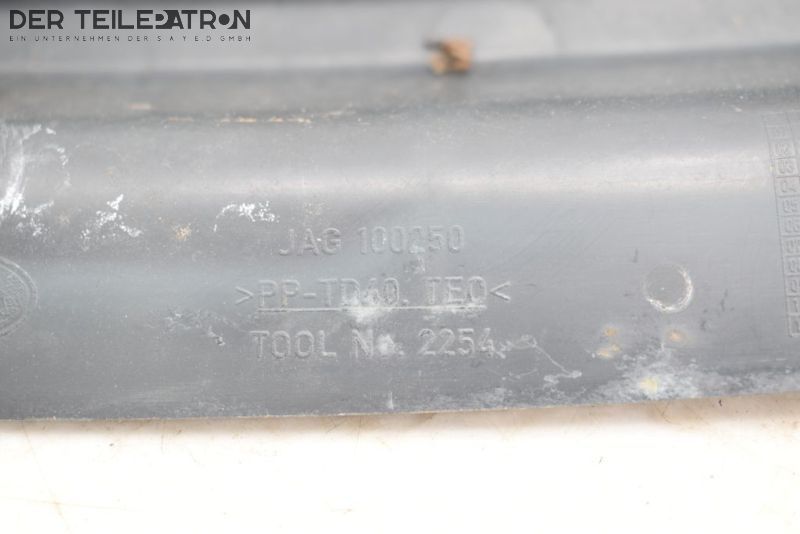 DER TEILEPATRON
EIN UNTERNEHMEN DER S A Y E.D GMBH
JAG 100250
>PP-TD40. TEO<
TOOL No. 2254